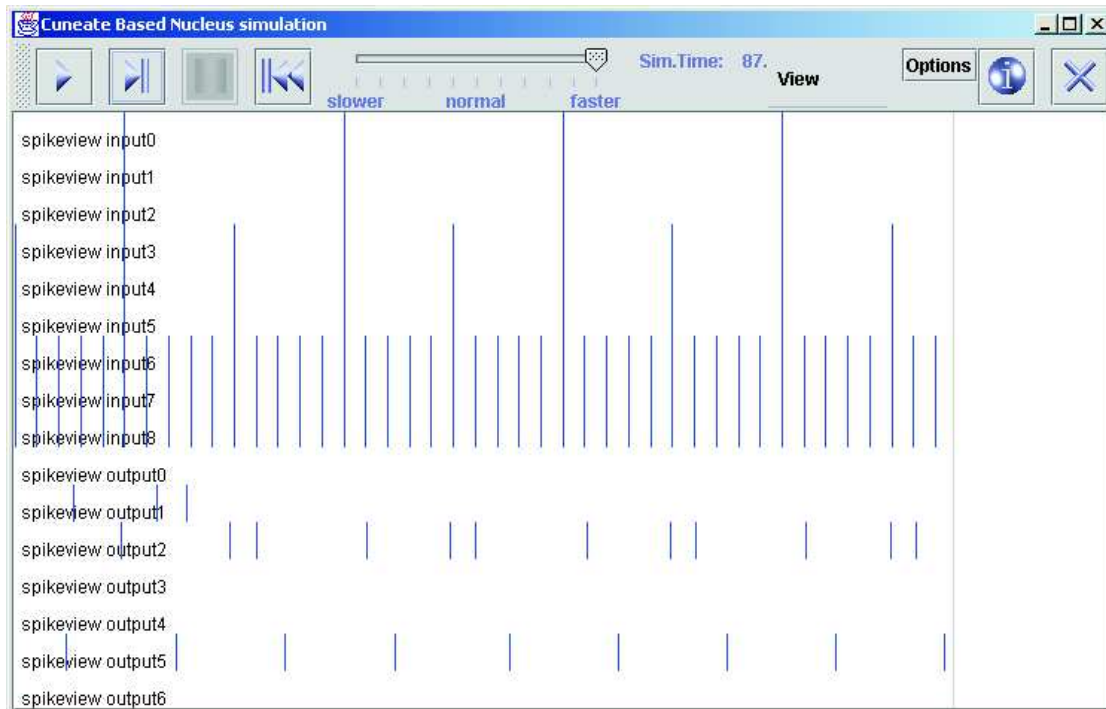 Cuneate Based Nucleus simulation
Sim.Time: 87.
View
Options
slower normal faster
spikeview input0
spikeview input1
spikeview input2
spikeview input3
spikeview input4
spikeview input5
spikeview input6
spikeview input7
spikeview input8
spikeview output0
spikeview output1
spikeview output2
spikeview output3
spikeview output4
spikeview output5
spikeview output6